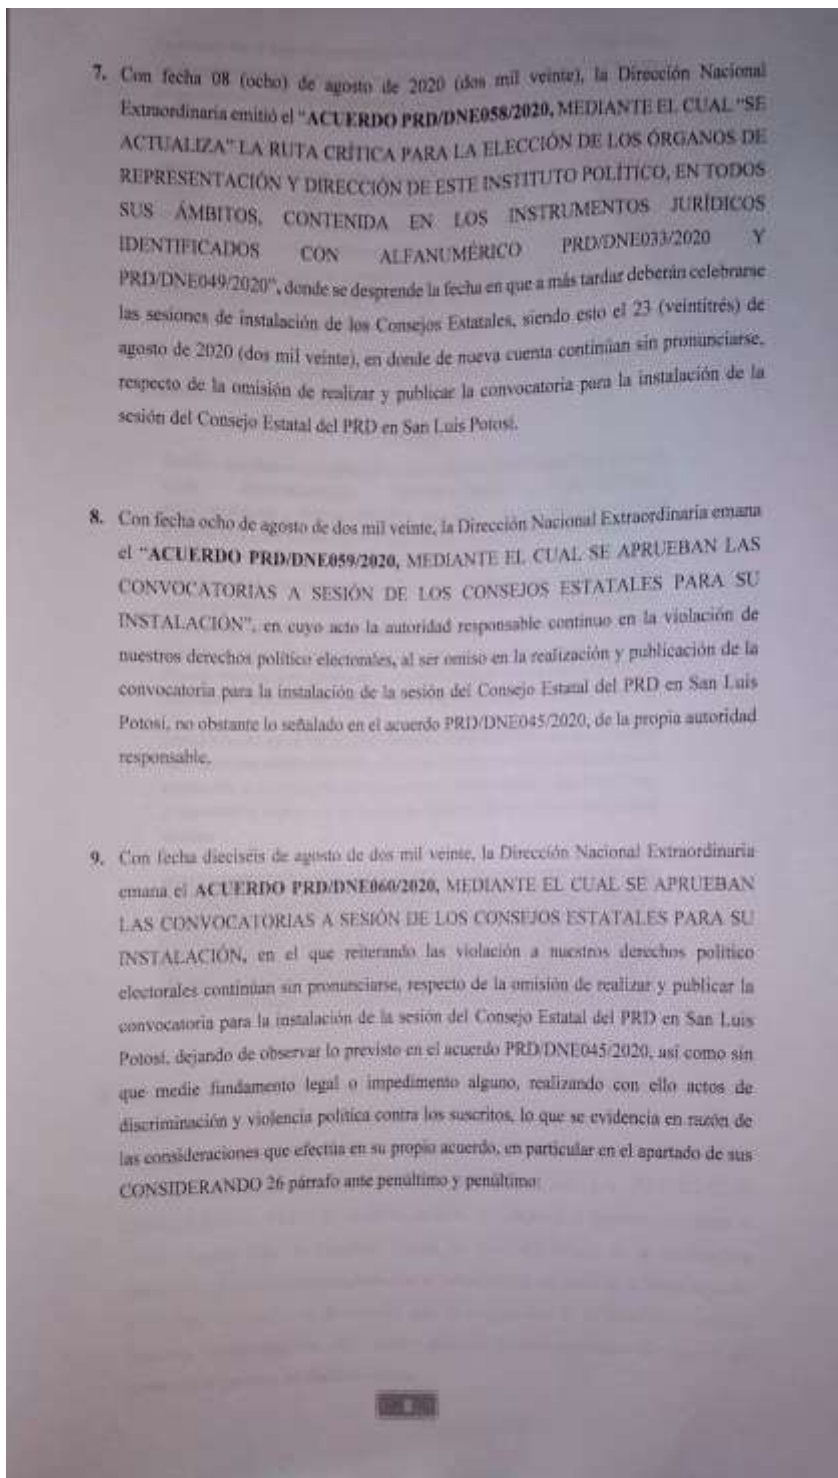 7. Con fecha 08 (ocho) de agosto de 2020 (dos mil veinte), la Dirección Nacional
Extraordinaria emitió el "ACUERDO PRD/DNE058/2020, MEDIANTE EL CUAL "SE
ACTUALIZA" LA RUTA CRÍTICA PARA LA ELECCIÓN DE LOS ÓRGANOS DE
REPRESENTACIÓN Y DIRECCIÓN DE ESTE INSTITUTO POLÍTICO, EN TODOS
SUS ÁMBITOS, CONTENIDA EN LOS INSTRUMENTOS JURÍDICOS
IDENTIFICADOS CON ALFANUMÉRICO PRD/DNE033/2020 Y
PRD/DNE049/2020", donde se desprende la fecha en que a más tardar deberán celebrarse
las sesiones de instalación de los Consejos Estatales, siendo esto el 23 (veintitrés) de
agosto de 2020 (dos mil veinte), en donde de nueva cuenta continúan sin pronunciarse,
respecto de la omisión de realizar y publicar la convocatoria para la instalación de la
sesión del Consejo Estatal del PRD en San Luis Potosí.
8. Con fecha ocho de agosto de dos mil veinte, la Dirección Nacional Extraordinaria emana
el "ACUERDO PRD/DNE059/2020, MEDIANTE EL CUAL SE APRUEBAN LAS
CONVOCATORIAS A SESIÓN DE LOS CONSEJOS ESTATALES PARA SU
INSTALACIÓN", en cuyo acto la autoridad responsable continuo en la violación de
nuestros derechos político electorales, al ser omiso en la realización y publicación de la
convocatoria para la instalación de la sesión del Consejo Estatal del PRD en San Luis
Potosí, no obstante lo señalado en el acuerdo PRD/DNE045/2020, de la propia autoridad
responsable.
9. Con fecha dieciséis de agosto de dos mil veinte, la Dirección Nacional Extraordinaria
emana el ACUERDO PRD/DNE060/2020, MEDIANTE EL CUAL SE APRUEBAN
LAS CONVOCATORIAS A SESIÓN DE LOS CONSEJOS ESTATALES PARA SU
INSTALACIÓN, en el que reiterando las violación a nuestros derechos político
electorales continúan sin pronunciarse, respecto de la omisión de realizar y publicar la
convocatoria para la instalación de la sesión del Consejo Estatal del PRD en San Luis
Potosí, dejando de observar lo previsto en el acuerdo PRD/DNE045/2020, así como sin
que medie fundamento legal o impedimento alguno, realizando con ello actos de
discriminación y violencia política contra los suscritos, lo que se evidencia en razón de
las consideraciones que efectúa en su propio acuerdo, en particular en el apartado de sus
CONSIDERANDO 26 párrafo ante penúltimo y penúltimo: